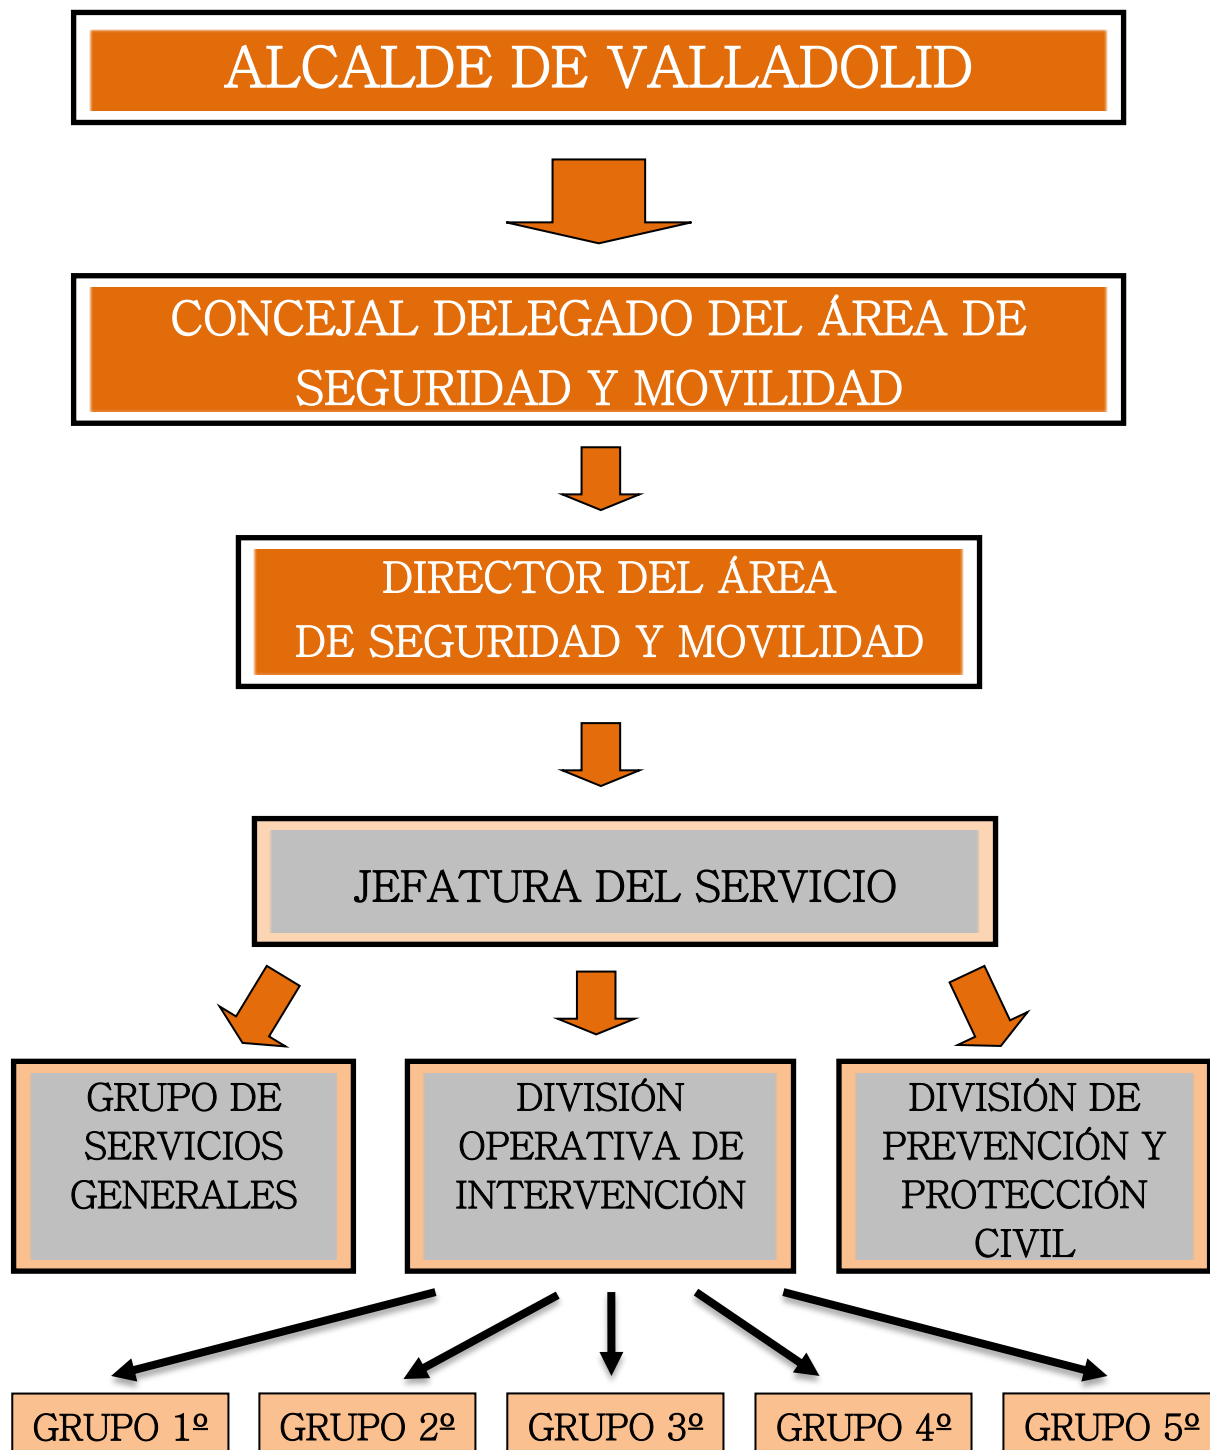 ALCALDE DE VALLADOLID
CONCEJAL DELEGADO DEL ÁREA DE
SEGURIDAD Y MOVILIDAD
DIRECTOR DEL ÁREA
DE SEGURIDAD Y MOVILIDAD
JEFATURA DEL SERVICIO
GRUPO DE
SERVICIOS
GENERALES
DIVISIÓN
OPERATIVA DE
INTERVENCIÓN
DIVISIÓN DE
PREVENCIÓN Y
PROTECCIÓN
CIVIL
GRUPO 1º
GRUPO 2º
GRUPO 3º
GRUPO 4º
GRUPO 5º